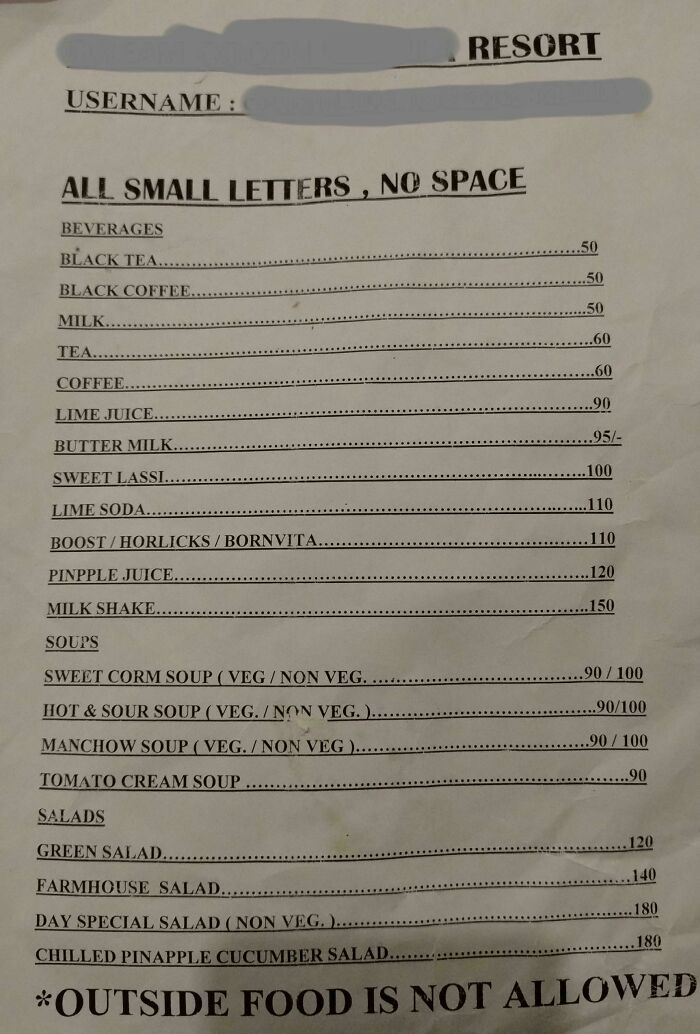 RESORT
USERNAME :
ALL SMALL LETTERS , NO SPACE
BEVERAGES
BLACK TEA..........................................................50
BLACK COFFEE......................................................50
MILK..................................................................50
TEA....................................................................60
COFFEE...............................................................60
LIME JUICE...........................................................90
BUTTER MILK........................................................95/-
SWEET LASSI.........................................................100
LIME SODA............................................................110
BOOST / HORLICKS / BORNVITA...................................110
PINPPLE JUICE.......................................................120
MILK SHAKE..........................................................150
SOUPS
SWEET CORM SOUP ( VEG / NON VEG. ............................90 / 100
HOT & SOUR SOUP ( VEG. / NON VEG. )...........................90/100
MANCHOW SOUP ( VEG. / NON VEG )..............................90 / 100
TOMATO CREAM SOUP ................................................90
SALADS
GREEN SALAD.........................................................120
FARMHOUSE SALAD...................................................140
DAY SPECIAL SALAD ( NON VEG. )...................................180
CHILLED PINAPPLE CUCUMBER SALAD..............................180
*OUTSIDE FOOD IS NOT ALLOWED